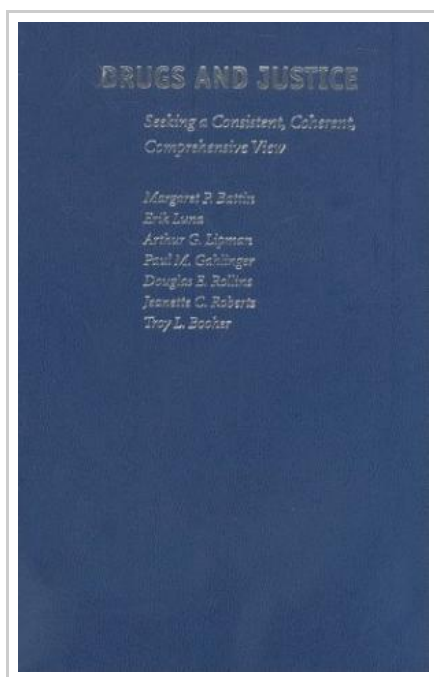 DRUGS AND JUSTICE
Seeking a Consistent, Coherent,
Comprehensive View
Margaret P. Battin
Erik Luna
Arthur G. Lipman
Paul M. Gahlinger
Douglas E. Rollins
Jeanette C. Roberts
Troy L. Booher